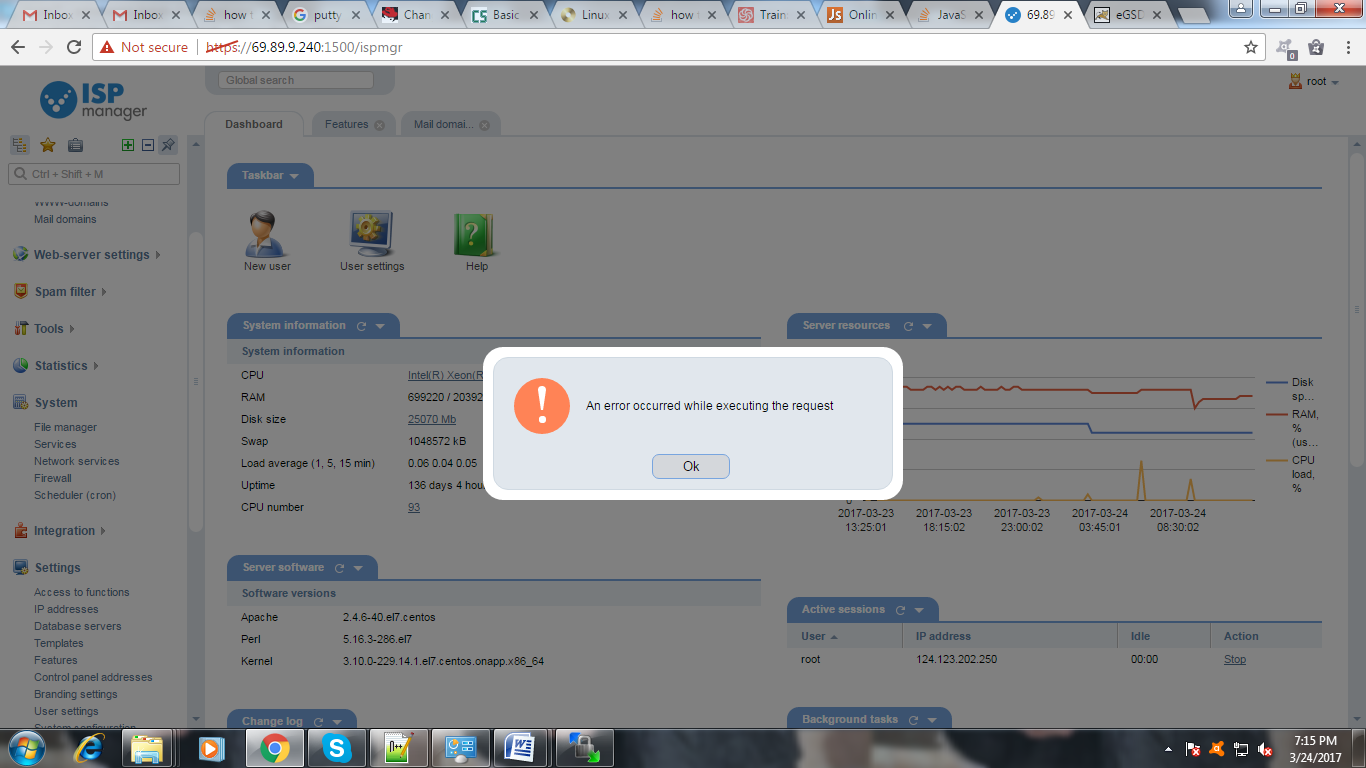 Inbox
Inbox
how t
putty
Chan
Basic
Linux
how t
Train
Onlin
JavaS
69.89
eGSD
Not secure
https://69.89.9.240:1500/ispmgr
0
ISP
manager
Global search
root
Dashboard
Features
Mail domai...
Ctrl + Shift + M
WWW-domains
Mail domains
Web-server settings
Spam filter
Tools
Statistics
System
File manager
Services
Network services
Firewall
Scheduler (cron)
Integration
Settings
Access to functions
IP addresses
Database servers
Templates
Features
Control panel addresses
Branding settings
User settings
System configuration
Taskbar
New user
User settings
Help
System information
System information
CPU Intel(R) Xeon(R
RAM 699220 / 20392
Disk size 25070 Mb
Swap 1048572 kB
Load average (1, 5, 15 min) 0.06 0.04 0.05
Uptime 136 days 4 hou
CPU number 93
Server resources
Disk
sp...
RAM,
%
(us...
CPU
load,
%
2017-03-23 2017-03-23 2017-03-23 2017-03-24 2017-03-24
13:25:01 18:15:02 23:00:02 03:45:01 08:30:02
0
An error occurred while executing the request
Ok
Server software
Software versions
Apache 2.4.6-40.el7.centos
Perl 5.16.3-286.el7
Kernel 3.10.0-229.14.1.el7.centos.onapp.x86_64
Active sessions
User IP address Idle Action
root 124.123.202.250 00:00 Stop
Change log
Background tasks
7:15 PM
3/24/2017